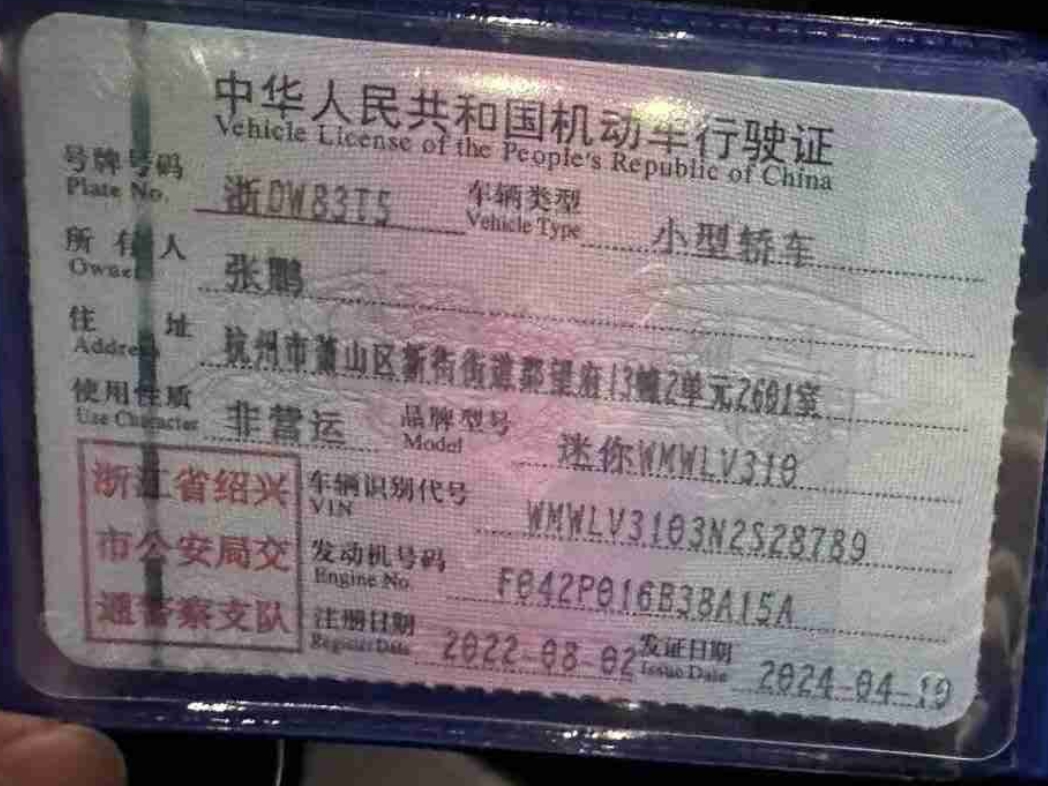 中华人民共和国机动车行驶证
Vehicle License of the People's Republic of China
号牌号码 浙DW83T5 车辆类型 小型轿车
Plate No. Vehicle Type
所有人 张鹏
Owner
住址 杭州市萧山区新街街道郡望府13幢2单元2601室
Address
使用性质 非营运 品牌型号 迷你WMWLV310
Use Character Model
浙江省绍兴
市公安局交
通警察支队
车辆识别代号 WMWLV3103N2S28789
VIN
发动机号码 F042P016B38A15A
Engine No.
注册日期 2022-08-02 发证日期 2024-04-10
Register Date Issue Date